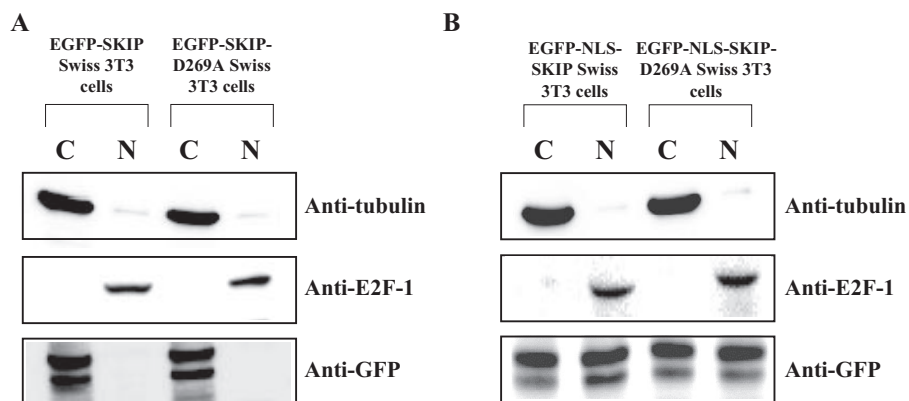 A
EGFP-SKIP
Swiss 3T3
cells
EGFP-SKIP-
D269A Swiss
3T3 cells
C N C N
Anti-tubulin
Anti-E2F-1
Anti-GFP
B
EGFP-NLS-
SKIP Swiss
3T3 cells
EGFP-NLS-SKIP-
D269A Swiss 3T3
cells
C N C N
Anti-tubulin
Anti-E2F-1
Anti-GFP